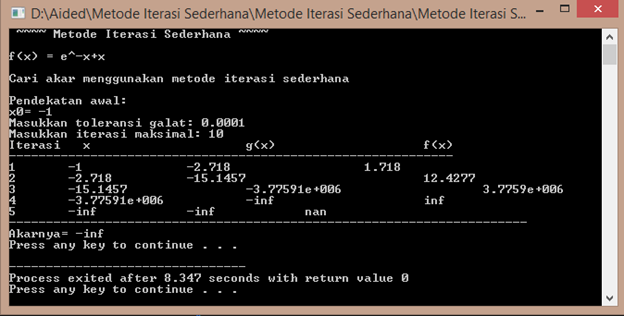 D:\Aided\Metode Iterasi Sederhana\Metode Iterasi Sederhana\Metode Iterasi S...
~~~~ Metode Iterasi Sederhana ~~~~
f(x) = e^-x+x
Cari akar menggunakan metode iterasi sederhana
Pendekatan awal:
x0= -1
Masukkan toleransi galat: 0.0001
Masukkan iterasi maksimal: 10
Iterasi x g(x) f(x)
------------------------------------------------------------
1 -1 -2.718 1.718
2 -2.718 -15.1457 12.4277
3 -15.1457 -3.77591e+006 3.7759e+006
4 -3.77591e+006 -inf inf
5 -inf -inf nan
----------------------------------------------------------------------
Akarnya= -inf
Press any key to continue . . .
--------------------------------
Process exited after 8.347 seconds with return value 0
Press any key to continue . . .